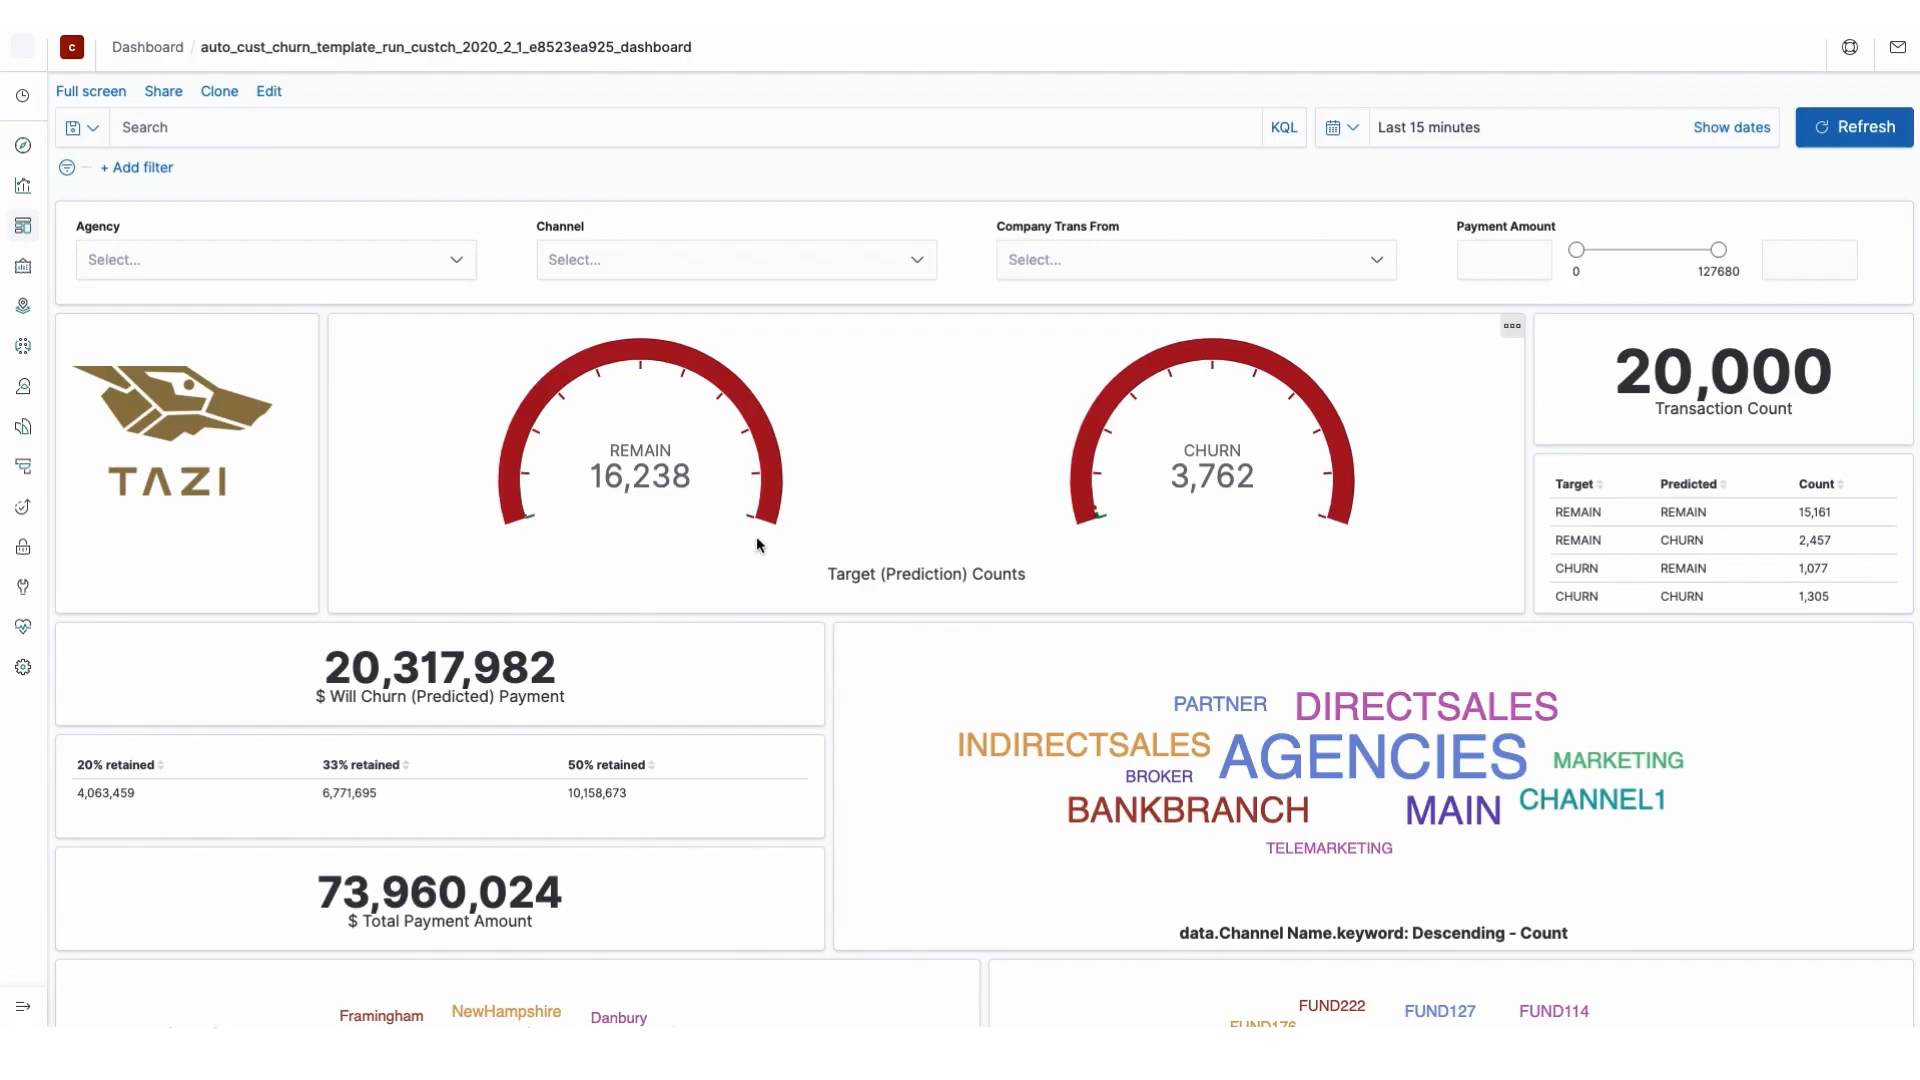 c Dashboard / auto_cust_churn_template_run_custch_2020_2_1_e8523ea925_dashboard
Full screen Share Clone Edit
Search KQL Last 15 minutes Show dates Refresh
+ Add filter
Agency Channel Company Trans From Payment Amount
Select... Select... Select...
0 127680
TAZI
REMAIN
16,238
CHURN
3,762
Target (Prediction) Counts
20,000
Transaction Count
Target Predicted Count
REMAIN REMAIN 15,161
REMAIN CHURN 2,457
CHURN REMAIN 1,077
CHURN CHURN 1,305
20,317,982
$ Will Churn (Predicted) Payment
20% retained 33% retained 50% retained
4,063,459 6,771,695 10,158,673
73,960,024
$ Total Payment Amount
PARTNER DIRECTSALES
INDIRECTSALES AGENCIES MARKETING
BROKER
BANKBRANCH MAIN CHANNEL1
TELEMARKETING
data.Channel Name.keyword: Descending - Count
Framingham NewHampshire Danbury
FUND222 FUND127 FUND114
FUND176